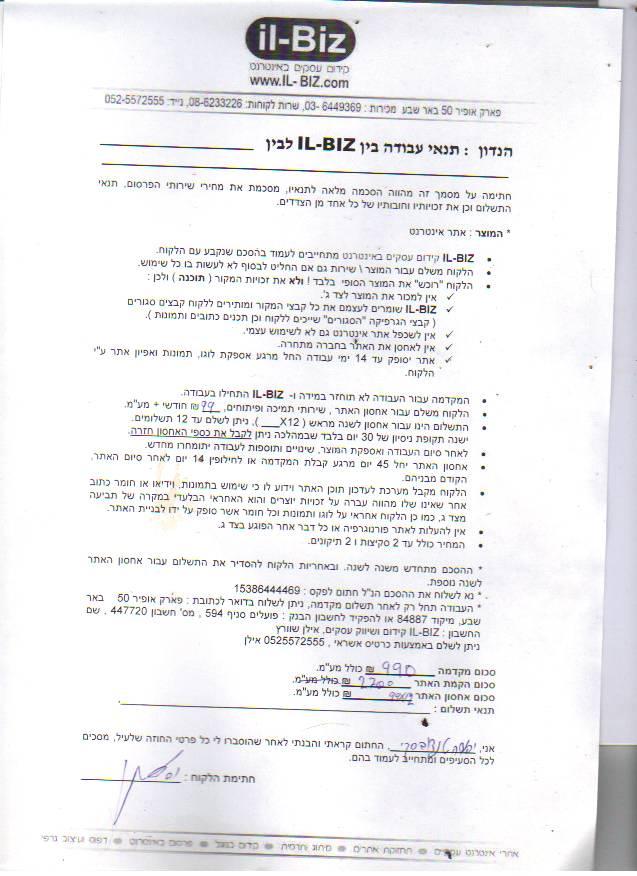 il-Biz
קידום עסקים באינטרנט
www.IL-BIZ.com
פארק אופיר 50 באר שבע מכירות : 6449369 -03, שרות לקוחות: 08-6233226, נייד: 052-5572555
הנדון : תנאי עבודה בין IL-BIZ לבין
חתימה על מסמך זה מהווה הסכמה מלאה לתנאיו, מסכמת את מחירי שירותי הפרסום, תנאי
התשלום וכן את זכויותיו וחובותיו של כל אחד מן הצדדים.
* המוצר : אתר אינטרנט
• IL-BIZ קידום עסקים באינטרנט מתחייבים לעמוד בהסכם שנקבע עם הלקוח.
• הלקוח משלם עבור המוצר \ שירות גם אם החליט לבסוף לא לעשות בו כל שימוש.
• הלקוח "רוכש" את המוצר הסופי בלבד ! ולא את זכויות המקור ( תוכנה ) ולכן :
✓ אין למכור את המוצר לצד ג'.
✓ IL-BIZ שומרים לעצמם את כל קבצי המקור ומותירים ללקוח קבצים סגורים
( קבצי הגרפיקה "הסגורים" שייכים ללקוח וכן תכנים כתובים ותמונות ).
✓ אין לשכפל אתר אינטרנט גם לא לשימוש עצמי.
✓ אין לאחסן את האתר בחברה מתחרה.
✓ אתר יסופק עד 14 ימי עבודה החל מרגע אספקת לוגו, תמונות ואפיון אתר ע"י
הלקוח.
• המקדמה עבור העבודה לא תוחזר במידה ו- IL-BIZ התחילו בעבודה.
• הלקוח משלם עבור אחסון האתר , שירותי תמיכה ופיתוחים, 99 ₪ חודשי + מע"מ.
• התשלום הינו עבור אחסון לשנה מראש ( X12___ ). ניתן לשלם עד 12 תשלומים.
ישנה תקופת ניסיון של 30 יום בלבד שבמהלכה ניתן לקבל את כספי האחסון חזרה.
• לאחר סיום העבודה ואספקת המוצר, שינויים ותוספות לעבודה יתומחרו מחדש.
• אחסון האתר יחל 45 יום מרגע קבלת המקדמה או לחילופין 14 יום לאחר סיום האתר,
הקודם מבניהם.
• הלקוח מקבל מערכת לעדכון תוכן האתר וידוע לו כי שימוש בתמונות, וידיאו או חומר כתוב
אחר שאינו שלו מהווה עברה על זכויות יוצרים והוא האחראי הבלעדי במקרה של תביעה
מצד ג, כמו כן הלקוח אחראי על לוגו ותמונות וכל חומר אשר סופק על ידו לבניית האתר.
• אין להעלות לאתר פורנוגרפיה או כל דבר אחר הפוגע בצד ג.
• המחיר כולל עד 2 סקיצות ו 2 תיקונים.
* ההסכם מתחדש משנה לשנה. ובאחריות הלקוח להסדיר את התשלום עבור אחסון האתר
לשנה נוספת.
* נא לשלוח את ההסכם הנ"ל חתום לפקס : 15386444469
* העבודה תחל רק לאחר תשלום מקדמה, ניתן לשלוח בדואר לכתובת : פארק אופיר 50 באר
שבע, מיקוד 84887 או להפקיד לחשבון הבנק : פועלים סניף 594 , מס' חשבון 447720 , שם
החשבון : IL-BIZ קידום ושיווק עסקים, אילן שוורץ
ניתן לשלם באמצעות כרטיס אשראי , 0525572555 אילן
סכום מקדמה 990 ₪ כולל מע"מ.
סכום הקמת האתר 2200 ₪ כולל מע"מ.
סכום אחסון האתר ₪ כולל מע"מ.
תנאי תשלום :
אני, , החתום קראתי והבנתי לאחר שהוסברו לי כל פרטי החוזה שלעיל, מסכים
לכל הסעיפים ומתחייב לעמוד בהם.
חתימת הלקוח :
אתרי אינטרנט עסקיים תחזוקת אתרים מיתוג ותדמית קידום בגוגל פרסום באינטרנט דפוס ועיצוב גרפי